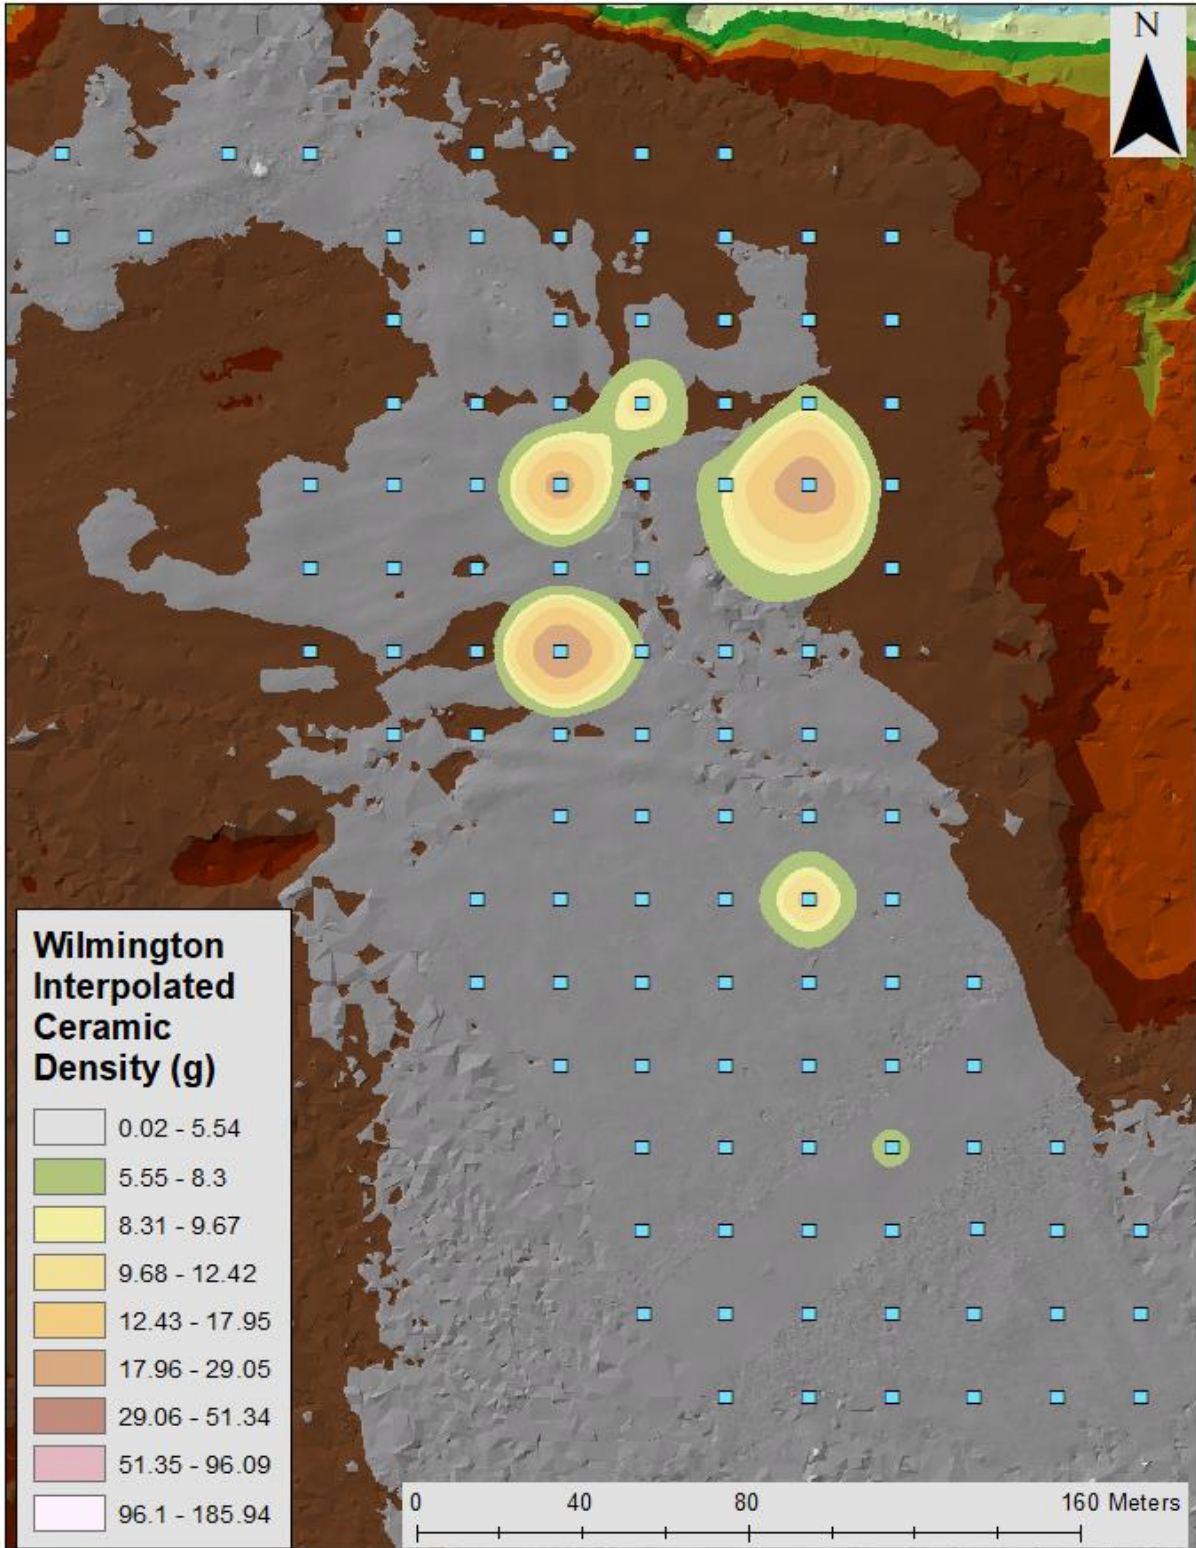 N
Wilmington
Interpolated
Ceramic
Density (g)
0.02 - 5.54
5.55 - 8.3
8.31 - 9.67
9.68 - 12.42
12.43 - 17.95
17.96 - 29.05
29.06 - 51.34
51.35 - 96.09
96.1 - 185.94
0 40 80 160 Meters